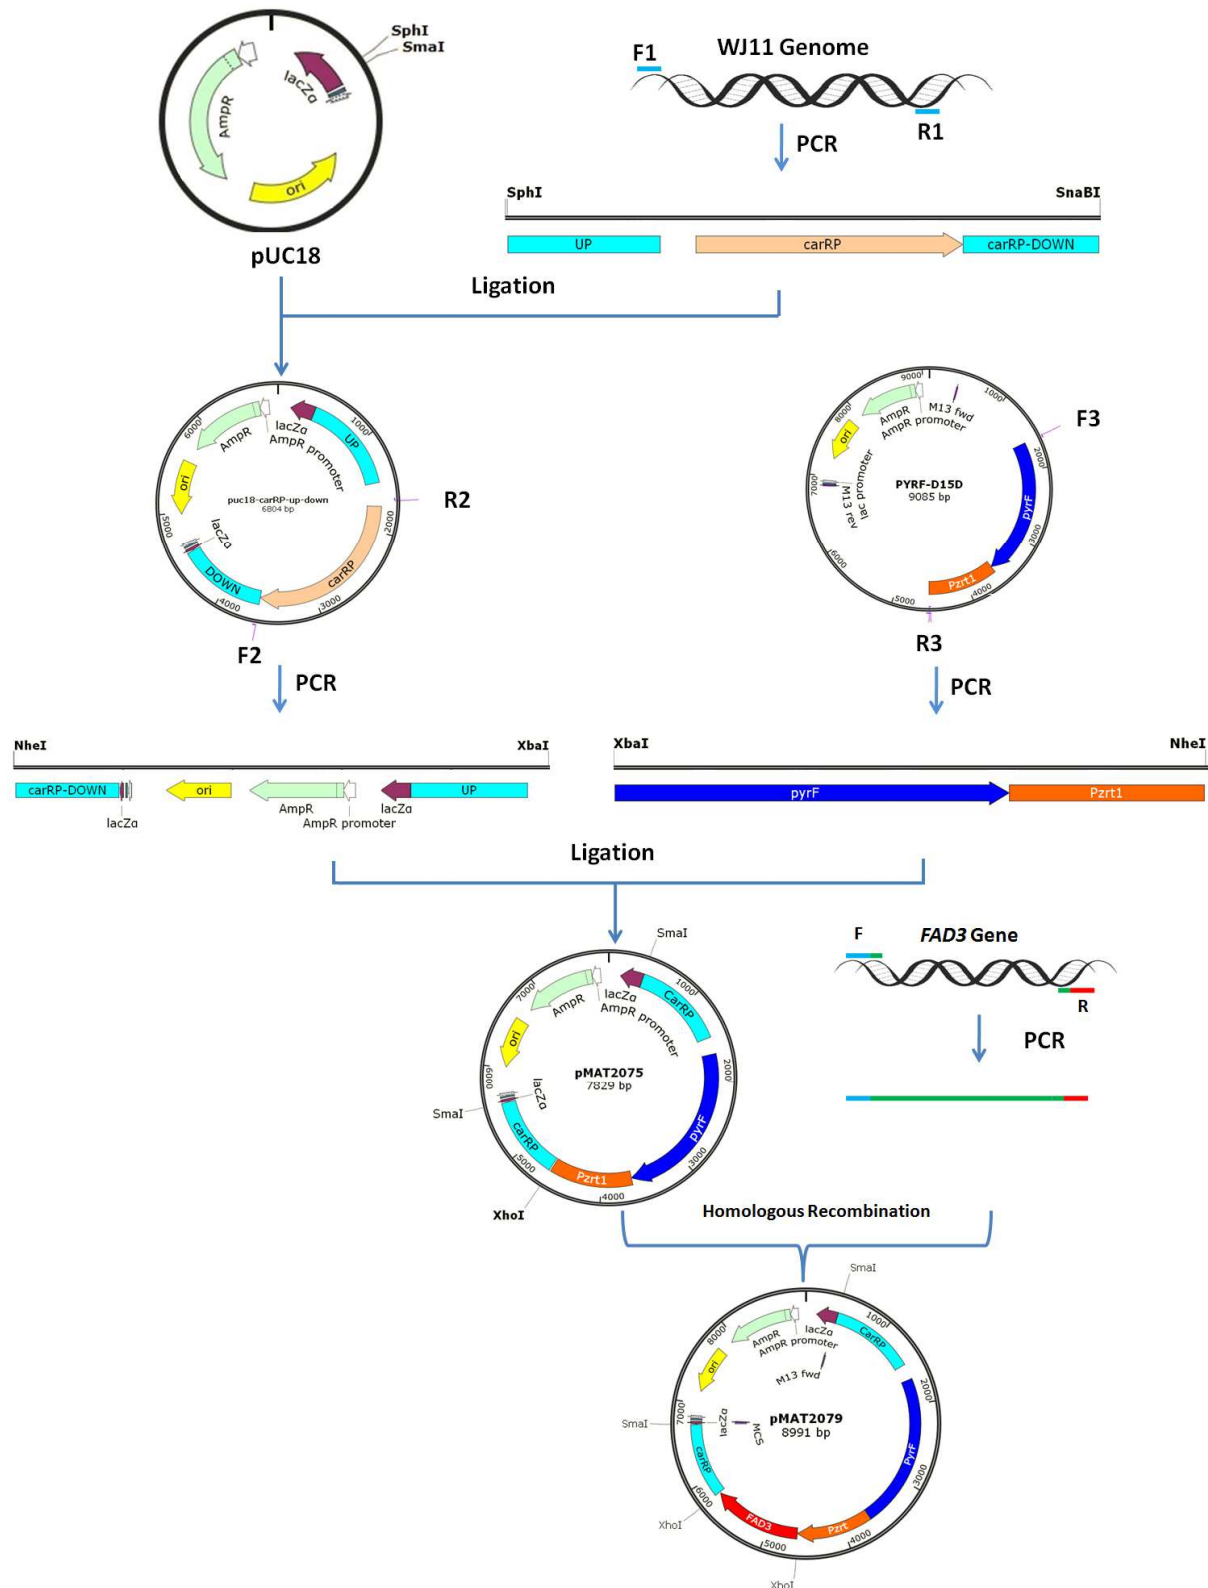 SphI
SmaI
lacZα
AmpR
ori
pUC18
F1
WJ11 Genome
R1
PCR
SphI
SnaBI
UP
carRP
carRP-DOWN
Ligation
1000
2000
3000
4000
5000
6000
AmpR
lacZα
AmpR promoter
UP
ori
puc18-carRP-up-down
6804 bp
lacZα
DOWN
carRP
R2
F2
PCR
9000
1000
2000
3000
4000
5000
6000
7000
8000
AmpR
M13 fwd
AmpR promoter
ori
lac promoter
M13 rev
PYRF-D15D
9085 bp
pyrF
Pzrt1
F3
R3
PCR
NheI
XbaI
carRP-DOWN
ori
UP
lacZα
AmpR
AmpR promoter
lacZα
XbaI
NheI
pyrF
Pzrt1
Ligation
SmaI
1000
2000
3000
4000
5000
6000
7000
AmpR
lacZα
AmpR promoter
CarRP
ori
pMAT2075
7829 bp
lacZα
SmaI
carRP
Pzrt1
pyrF
XhoI
F
FAD3 Gene
R
PCR
Homologous Recombination
SmaI
1000
2000
3000
4000
5000
6000
7000
8000
AmpR
lacZα
AmpR promoter
CarRP
M13 fwd
ori
pMAT2079
8991 bp
SmaI
lacZα
MCS
carRP
PyrF
FAD3
Pzrt
XhoI
XhoI